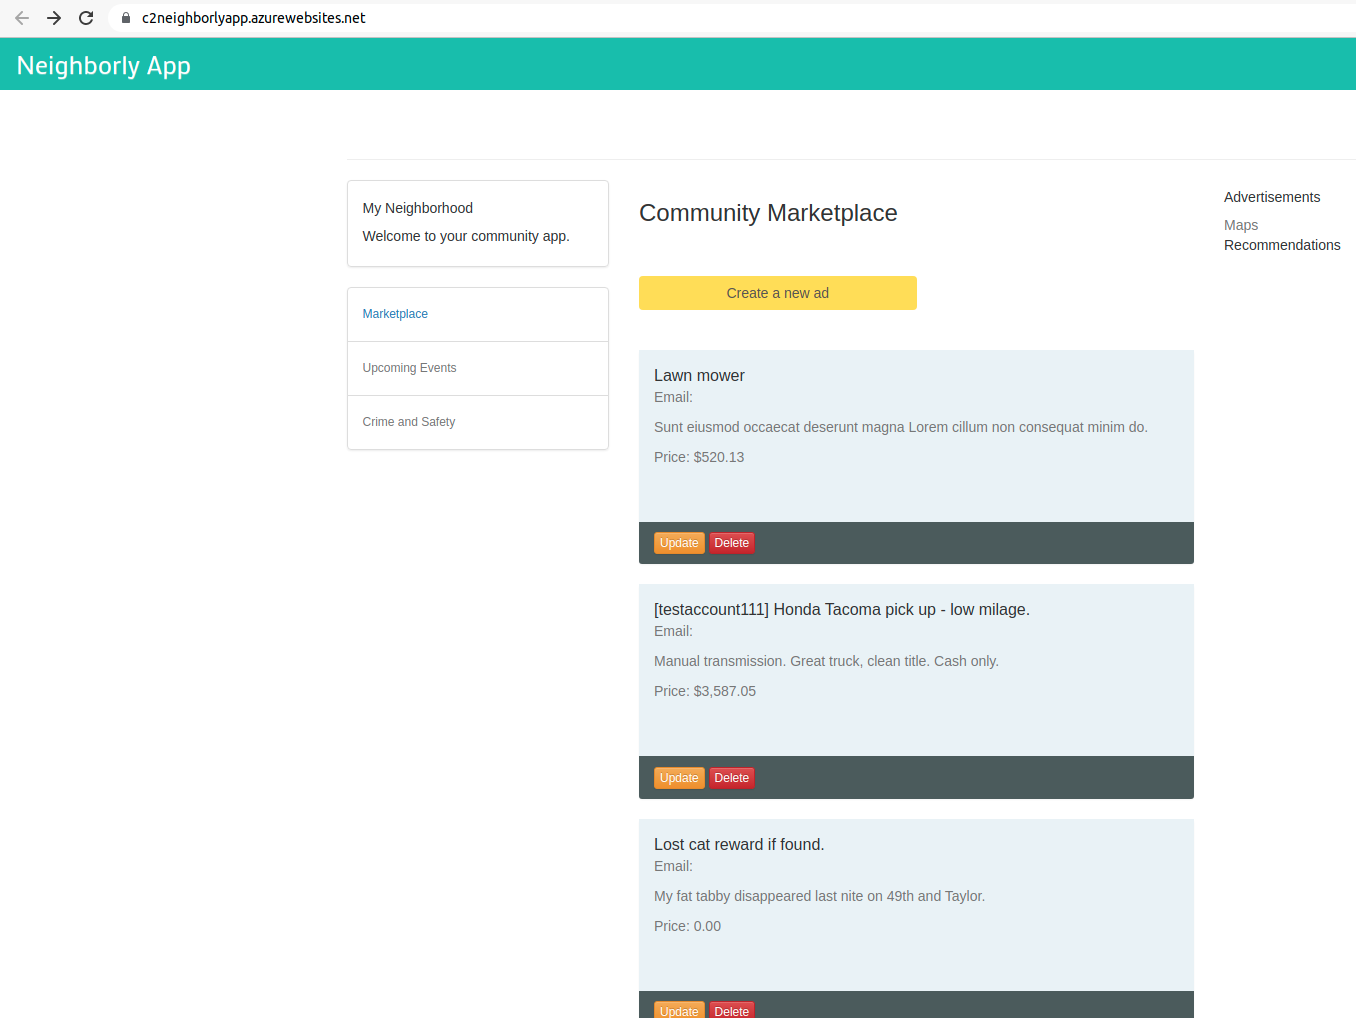 c2neighborlyapp.azurewebsites.net
Neighborly App
My Neighborhood
Welcome to your community app.
Marketplace
Upcoming Events
Crime and Safety
Community Marketplace
Create a new ad
Lawn mower
Email:
Sunt eiusmod occaecat deserunt magna Lorem cillum non consequat minim do.
Price: $520.13
Update Delete
[testaccount111] Honda Tacoma pick up - low milage.
Email:
Manual transmission. Great truck, clean title. Cash only.
Price: $3,587.05
Update Delete
Lost cat reward if found.
Email:
My fat tabby disappeared last nite on 49th and Taylor.
Price: 0.00
Update Delete
Advertisements
Maps
Recommendations